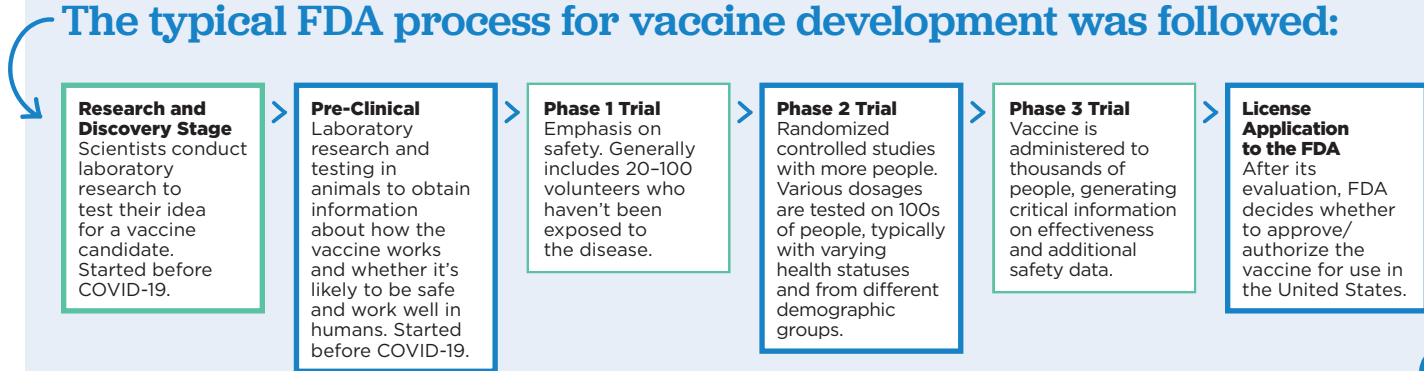 The typical FDA process for vaccine development was followed:
Research and
Discovery Stage
Scientists conduct
laboratory
research to
test their idea
for a vaccine
candidate.
Started before
COVID-19.
Pre-Clinical
Laboratory
research and
testing in
animals to obtain
information
about how the
vaccine works
and whether it’s
likely to be safe
and work well in
humans. Started
before COVID-19.
Phase 1 Trial
Emphasis on
safety. Generally
includes 20–100
volunteers who
haven’t been
exposed to
the disease.
Phase 2 Trial
Randomized
controlled studies
with more people.
Various dosages
are tested on 100s
of people, typically
with varying
health statuses
and from different
demographic
groups.
Phase 3 Trial
Vaccine is
administered to
thousands of
people, generating
critical information
on effectiveness
and additional
safety data.
License
Application
to the FDA
After its
evaluation, FDA
decides whether
to approve/
authorize the
vaccine for use in
the United States.